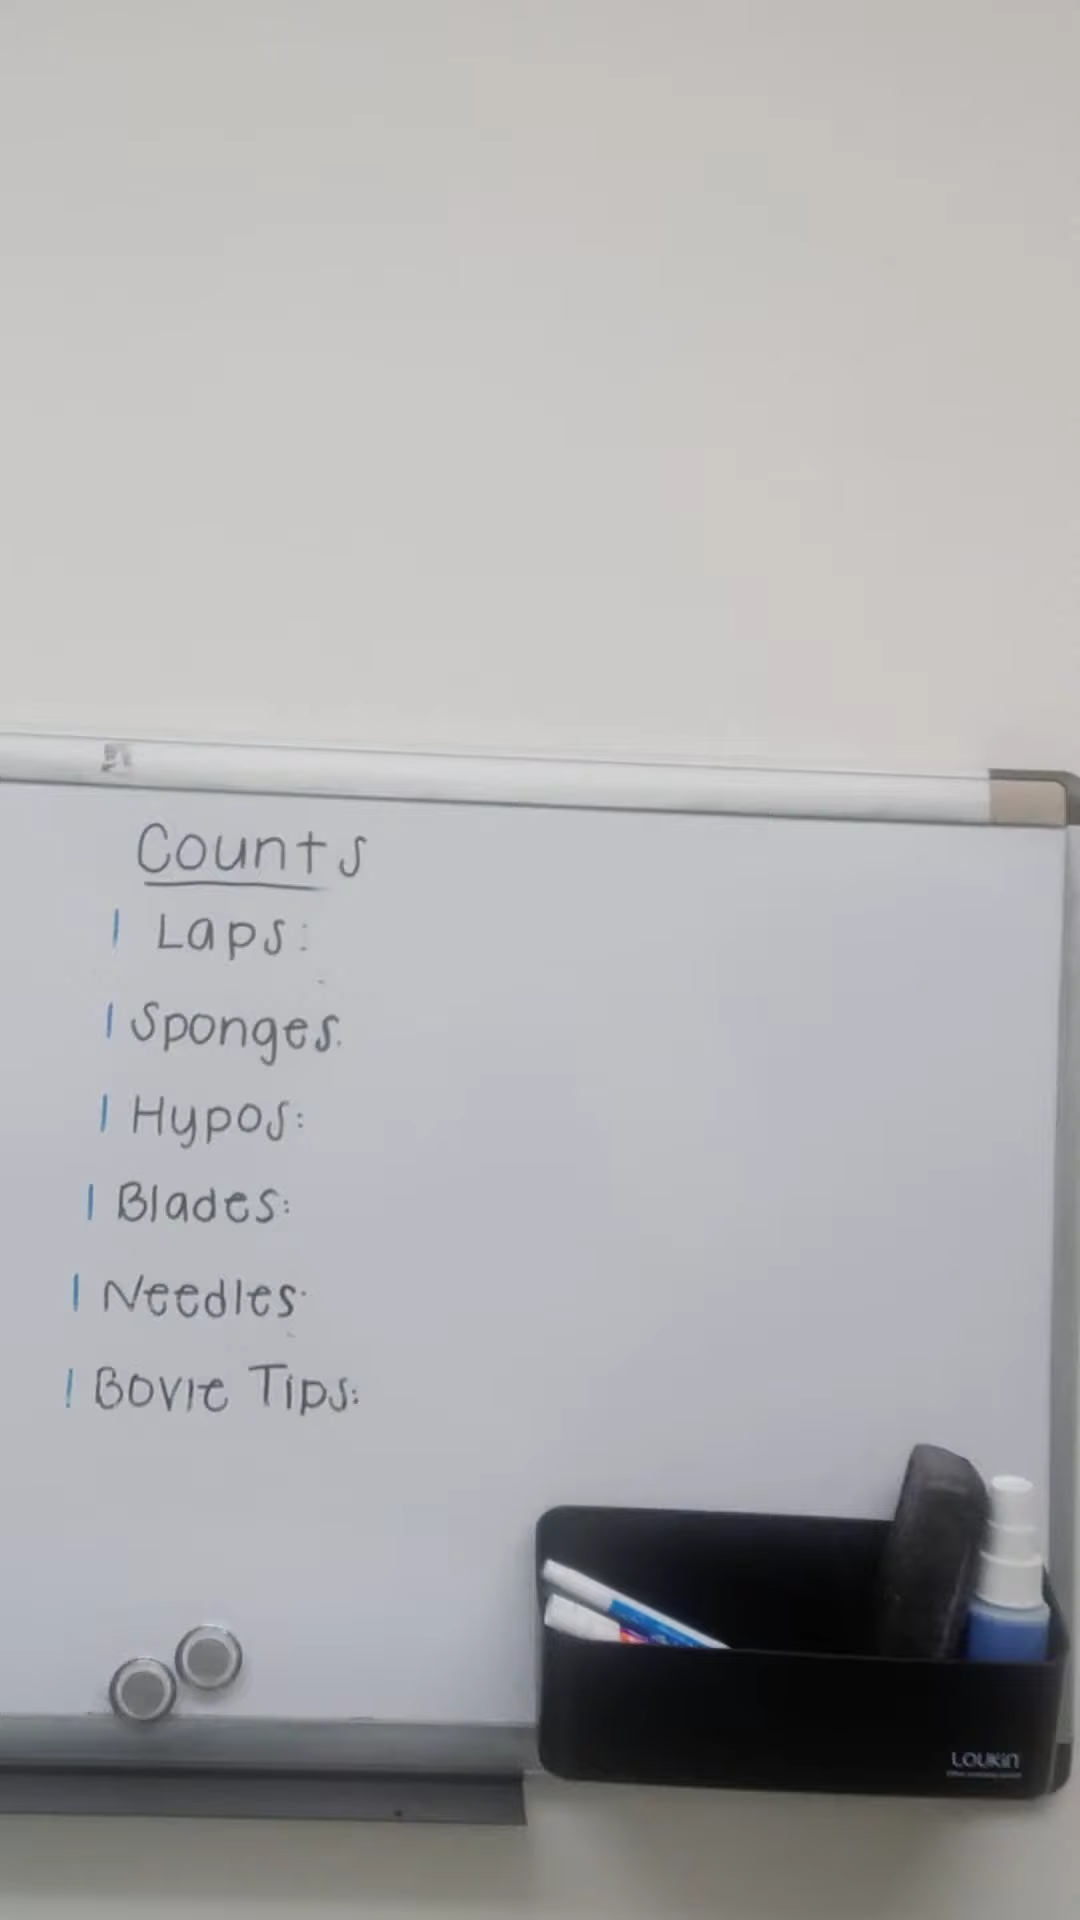 Counts
| Laps:
| Sponges:
| Hypos:
| Blades:
| Needles:
| Bovie Tips:
LOUKIN